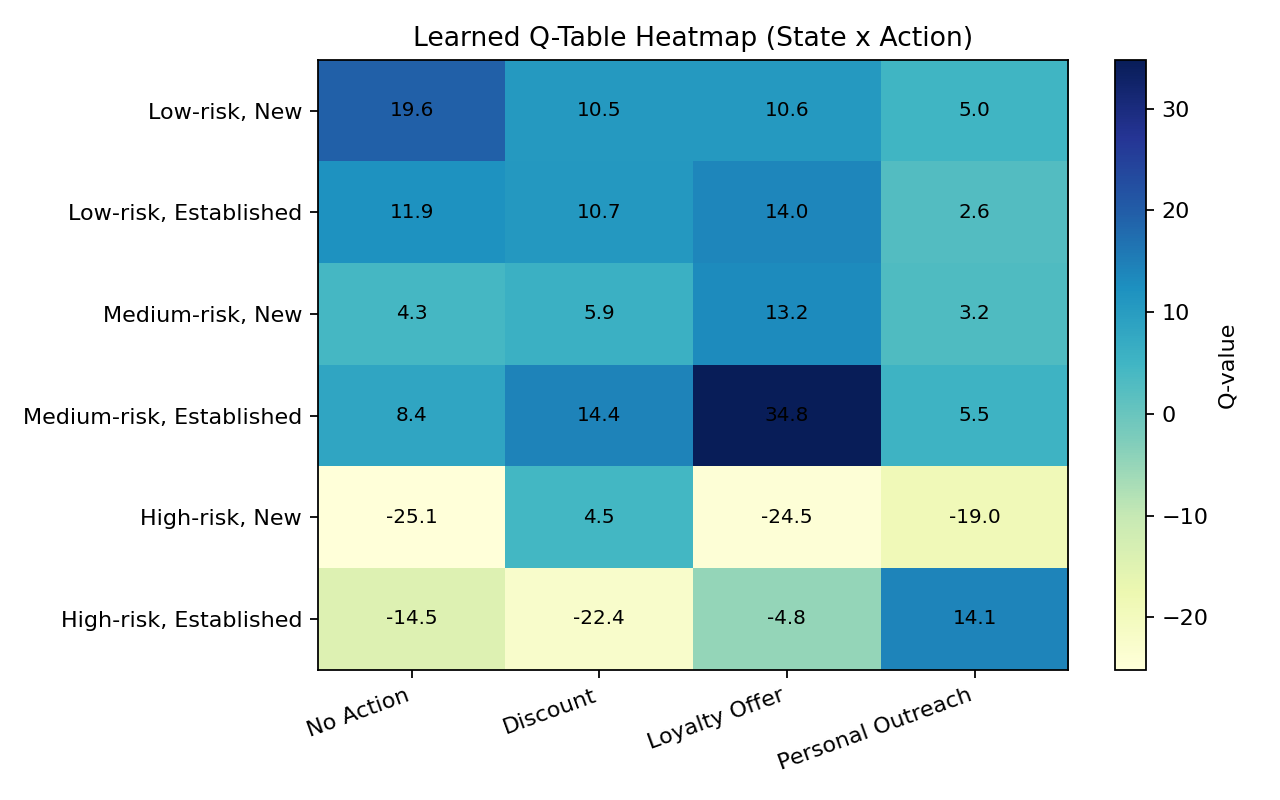 Learned Q-Table Heatmap (State x Action)
Low-risk, New
19.6
10.5
10.6
5.0
Low-risk, Established
11.9
10.7
14.0
2.6
Medium-risk, New
4.3
5.9
13.2
3.2
Medium-risk, Established
8.4
14.4
34.8
5.5
High-risk, New
-25.1
4.5
-24.5
-19.0
High-risk, Established
-14.5
-22.4
-4.8
14.1
No Action
Discount
Loyalty Offer
Personal Outreach
30
20
10
0
−10
−20
Q-value